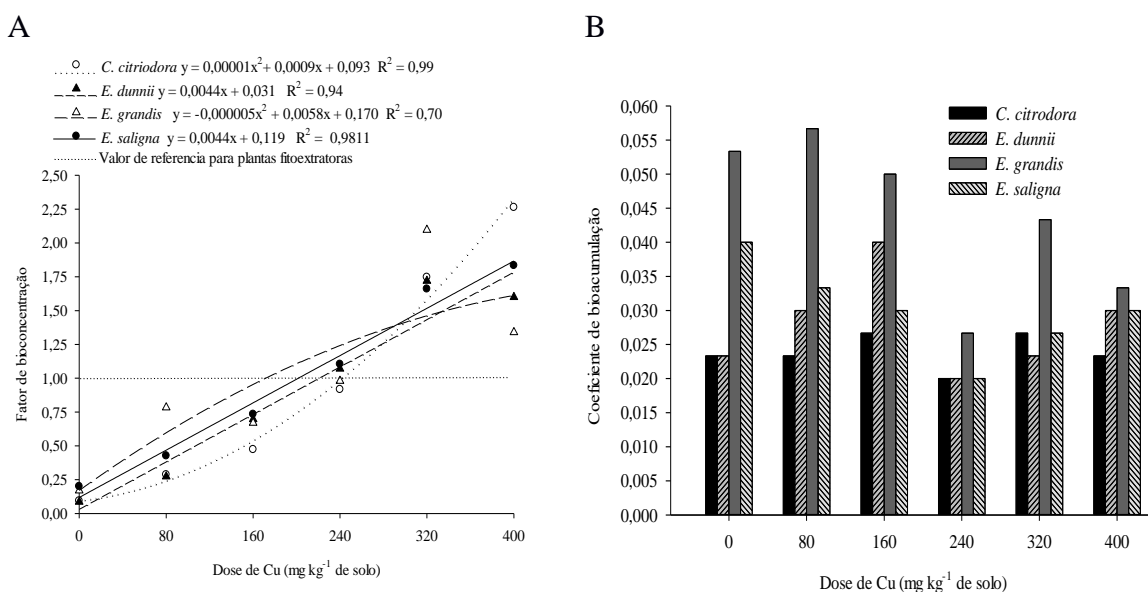 A
C. citriodora y = 0,00001x² + 0,0009x + 0,093 R² = 0,99
E. dunnii y = 0,0044x + 0,031 R² = 0,94
E. grandis y = -0,000005x² + 0,0058x + 0,170 R² = 0,70
E. saligna y = 0,0044x + 0,119 R² = 0,9811
Valor de referencia para plantas fitoextratoras
Fator de bioconcentração
2,50
2,25
2,00
1,75
1,50
1,25
1,00
0,75
0,50
0,25
0,00
0 80 160 240 320 400
Dose de Cu (mg kg⁻¹ de solo)
B
C. citrodora
E. dunnii
E. grandis
E. saligna
Coeficiente de bioacumulação
0,060
0,055
0,050
0,045
0,040
0,035
0,030
0,025
0,020
0,015
0,010
0,005
0,000
0 80 160 240 320 400
Dose de Cu (mg kg⁻¹ de solo)